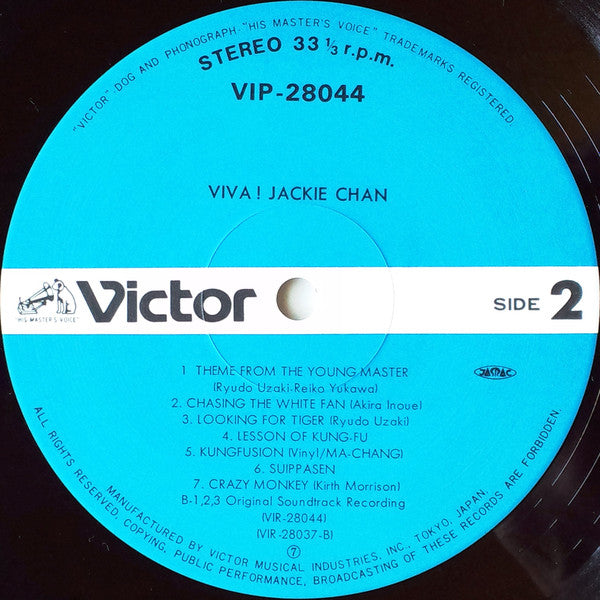 "VICTOR"·DOG AND PHONOGRAPH·"HIS MASTER'S VOICE" TRADEMARKS REGISTERED.
STEREO 33 1/3 r.p.m.
VIP-28044
VIVA! JACKIE CHAN
"HIS MASTER'S VOICE"
Victor
SIDE 2
1 THEME FROM THE YOUNG MASTER
(Ryudo Uzaki-Reiko Yukawa)
2. CHASING THE WHITE FAN (Akira Inoue)
3. LOOKING FOR TIGER (Ryudo Uzaki)
4. LESSON OF KUNG-FU
5. KUNGFUSION (Vinyl/MA-CHANG)
6. SUIPPASEN
7. CRAZY MONKEY (Kirth Morrison)
B-1,2,3 Original Soundtrack Recording
(VIR-28044)
(VIR-28037-B)
⑦
JASRAC
ALL RIGHTS RESERVED. COPYING, PUBLIC PERFORMANCE, BROADCASTING OF THESE RECORDS ARE FORBIDDEN.
MANUFACTURED BY VICTOR MUSICAL INDUSTRIES, INC., TOKYO, JAPAN.